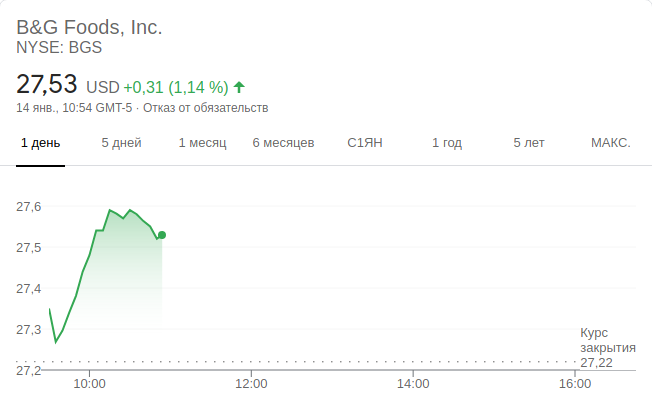 B&G Foods, Inc.
NYSE: BGS
27,53 USD +0,31 (1,14 %)
14 янв., 10:54 GMT-5 · Отказ от обязательств
1 день 5 дней 1 месяц 6 месяцев С1ЯН 1 год 5 лет МАКС.
27,6
27,5
27,4
27,3
Курс
закрытия
27,22
27,2
10:00 12:00 14:00 16:00